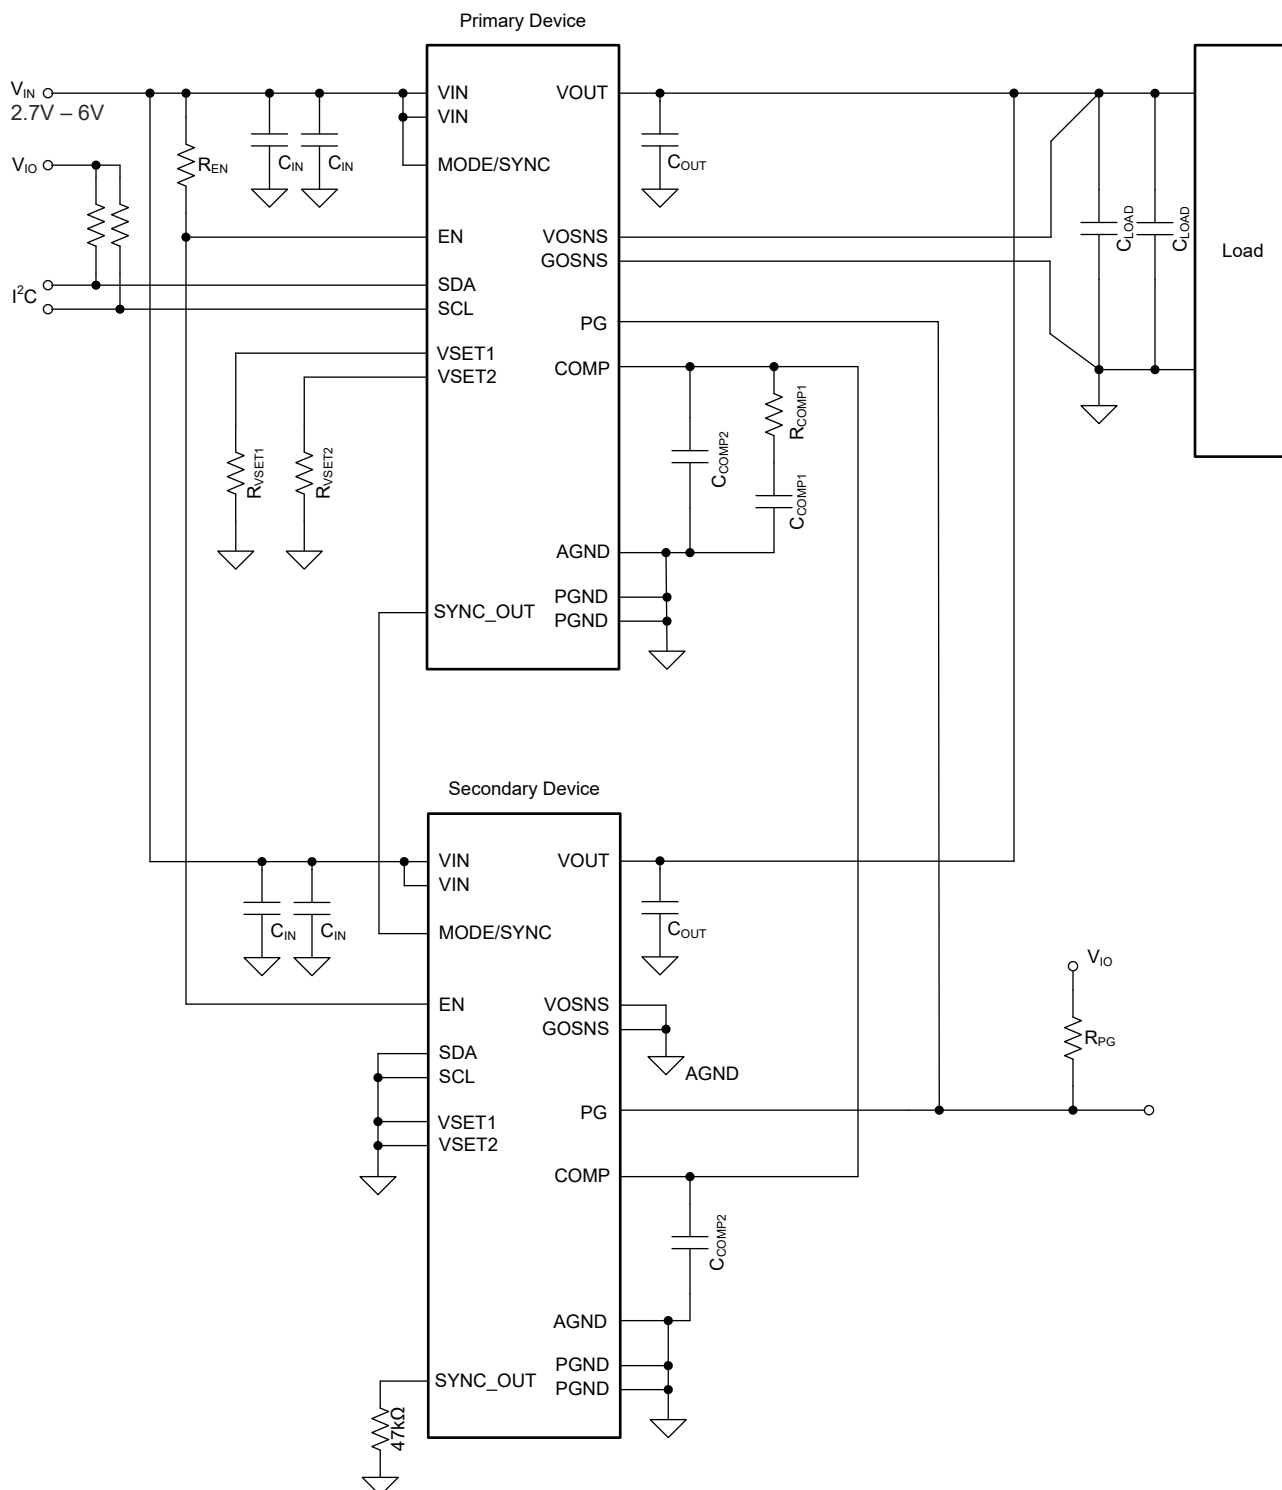 Primary Device
VIN
2.7V – 6V
VIO
I²C
REN
CIN
CIN
VIN
VIN
MODE/SYNC
EN
SDA
SCL
VSET1
VSET2
SYNC_OUT
VOUT
VOSNS
GOSNS
PG
COMP
AGND
PGND
PGND
RVSET1
RVSET2
COUT
CCOMP2
RCOMP1
CCOMP1
CLOAD
CLOAD
Load
Secondary Device
CIN
CIN
VIN
VIN
MODE/SYNC
EN
SDA
SCL
VSET1
VSET2
SYNC_OUT
47kΩ
VOUT
VOSNS
GOSNS
PG
COMP
AGND
PGND
PGND
COUT
AGND
CCOMP2
VIO
RPG